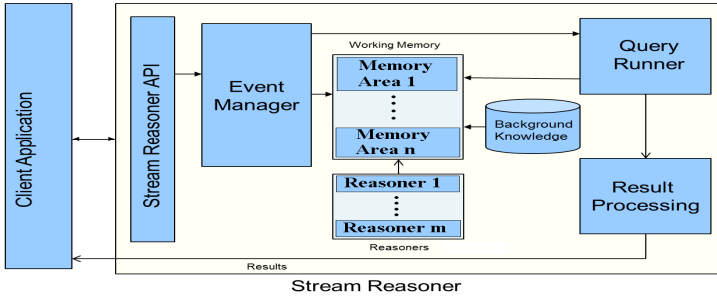 Client Application
Stream Reasoner API
Event
Manager
Working Memory
Memory
Area 1
Memory
Area n
Reasoner 1
Reasoner m
Reasoners
Background
Knowledge
Query
Runner
Result
Processing
Results
Stream Reasoner